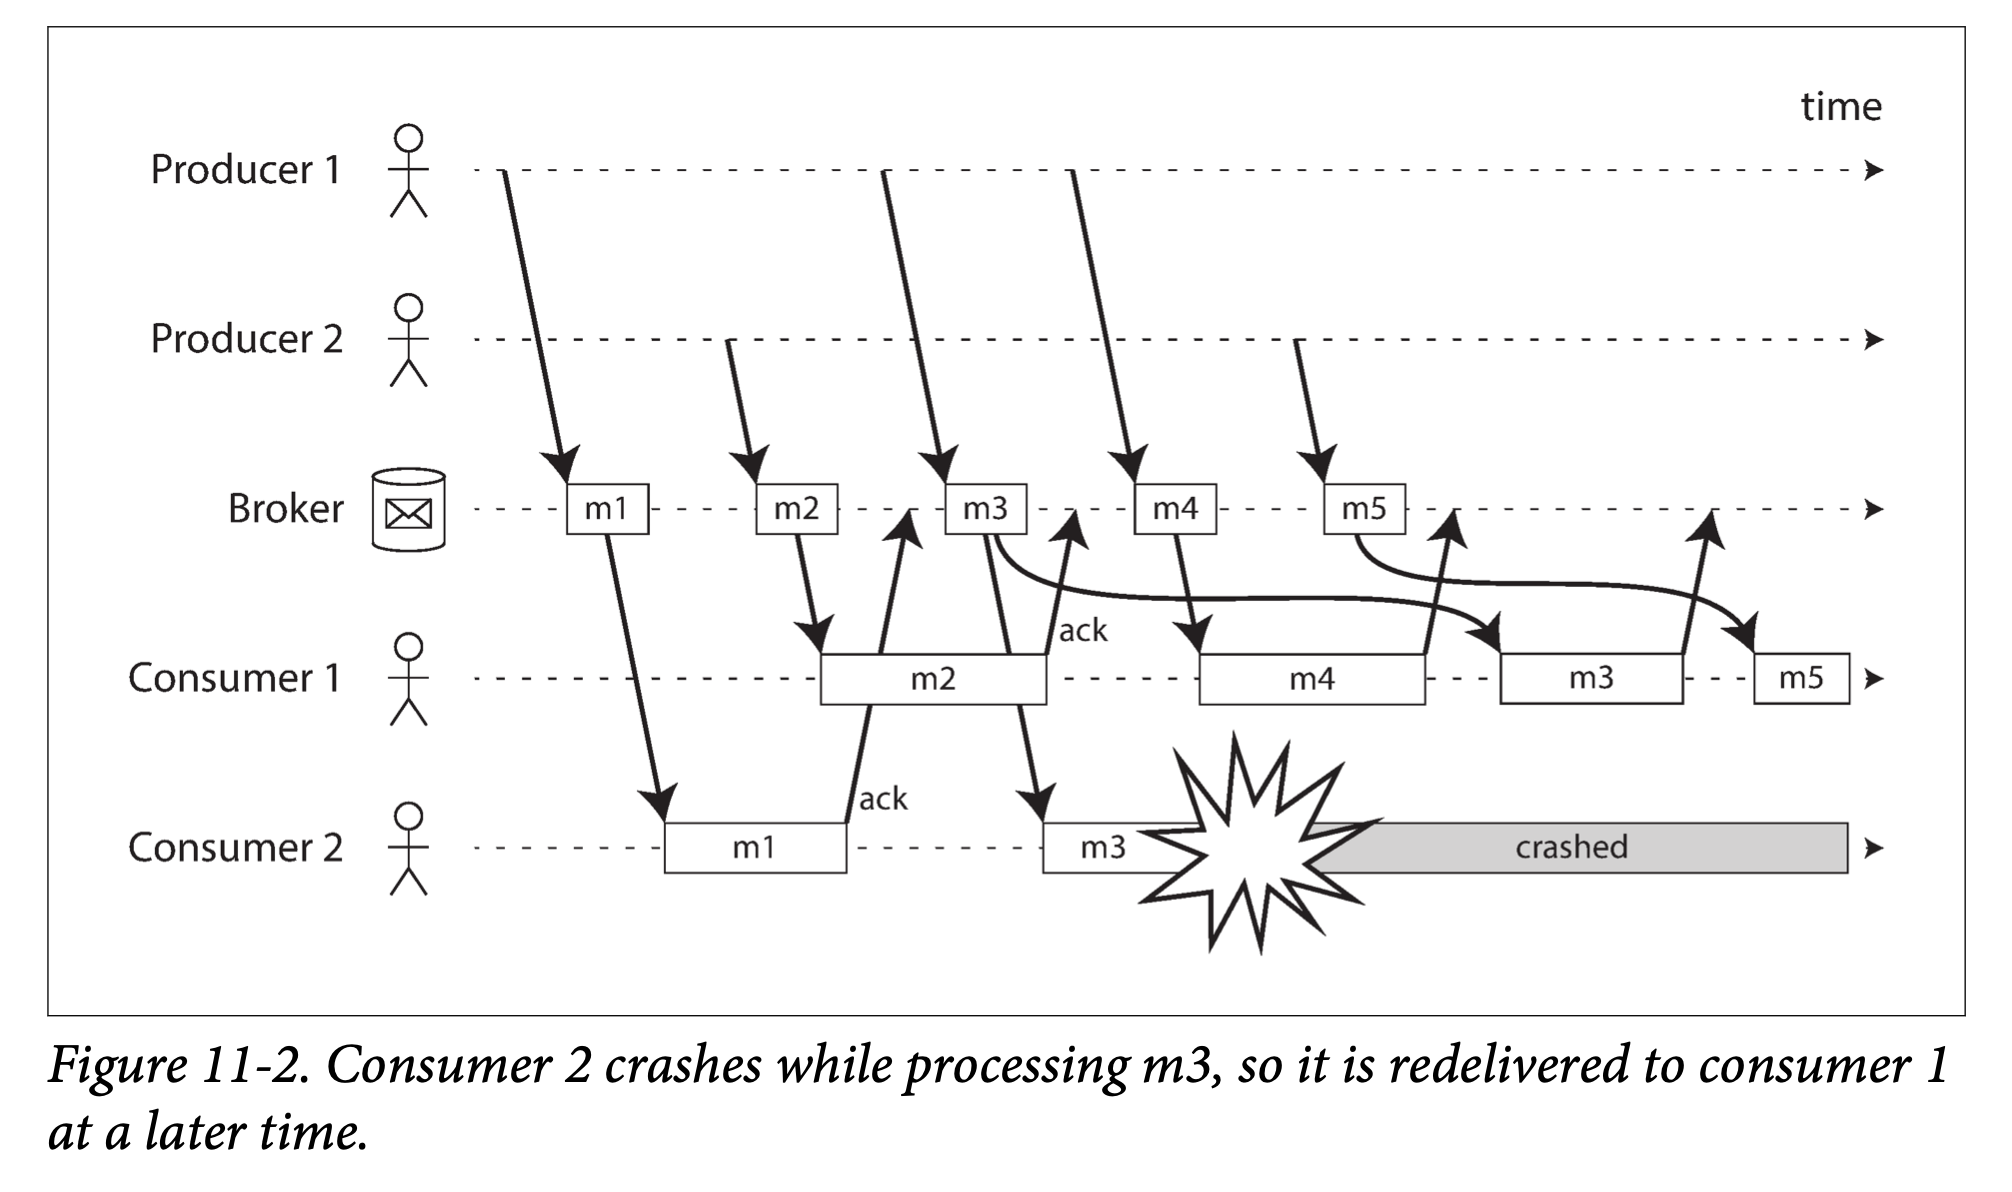 time
Producer 1
Producer 2
Broker
m1
m2
m3
m4
m5
ack
Consumer 1
m2
m4
m3
m5
ack
Consumer 2
m1
m3
crashed
Figure 11-2. Consumer 2 crashes while processing m3, so it is redelivered to consumer 1
at a later time.